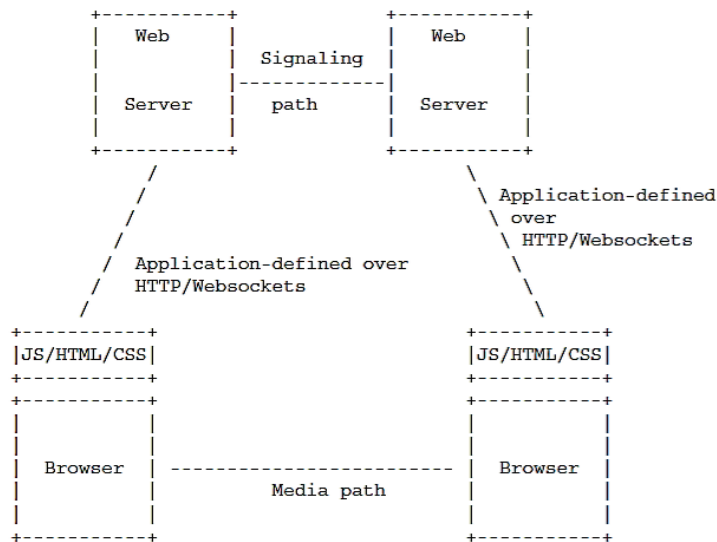 Web Web
Signaling
Server path Server
Application-defined
over
HTTP/Websockets
Application-defined over
HTTP/Websockets
JS/HTML/CSS JS/HTML/CSS
Browser Browser
Media path